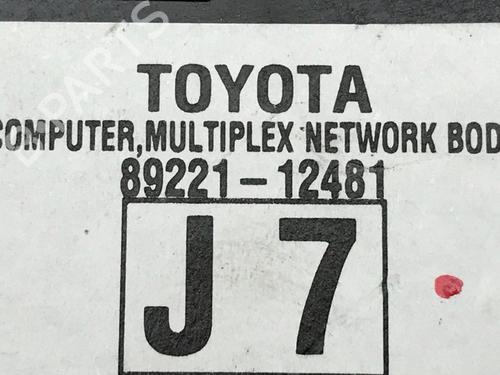 TOYOTA
COMPUTER,MULTIPLEX NETWORK BOD
89221-12481
J 7